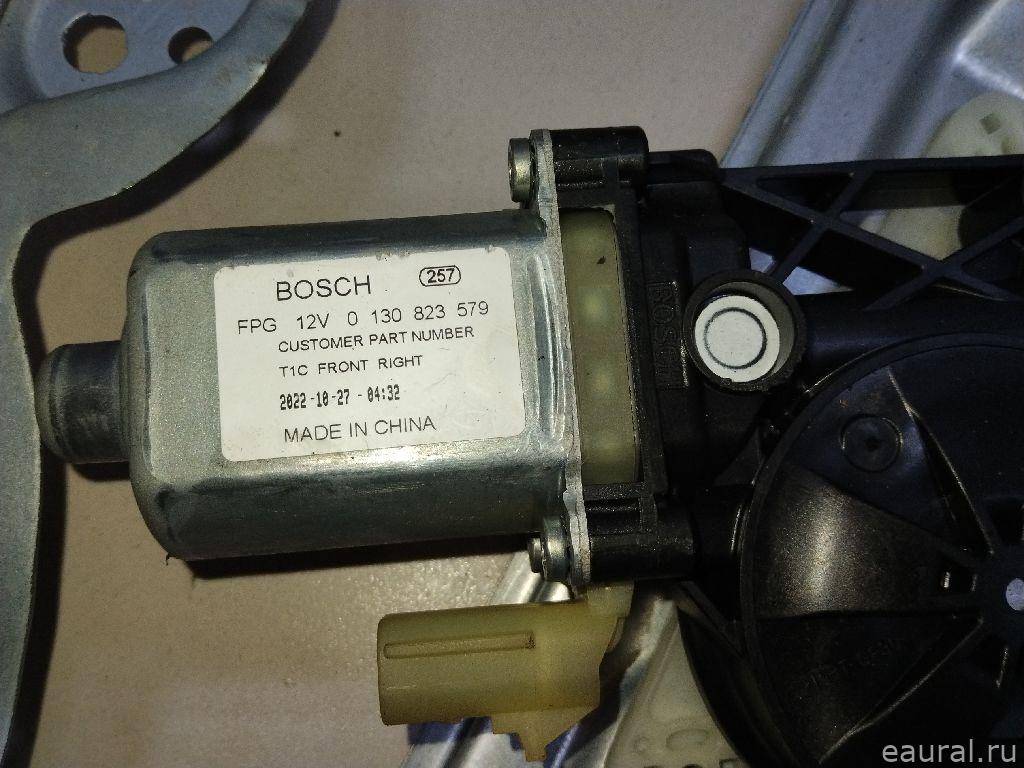 BOSCH 257
FPG 12V 0 130 823 579
CUSTOMER PART NUMBER
T1C FRONT RIGHT
2022-10-27 - 04:32
MADE IN CHINA
BOSCH
eaural.ru